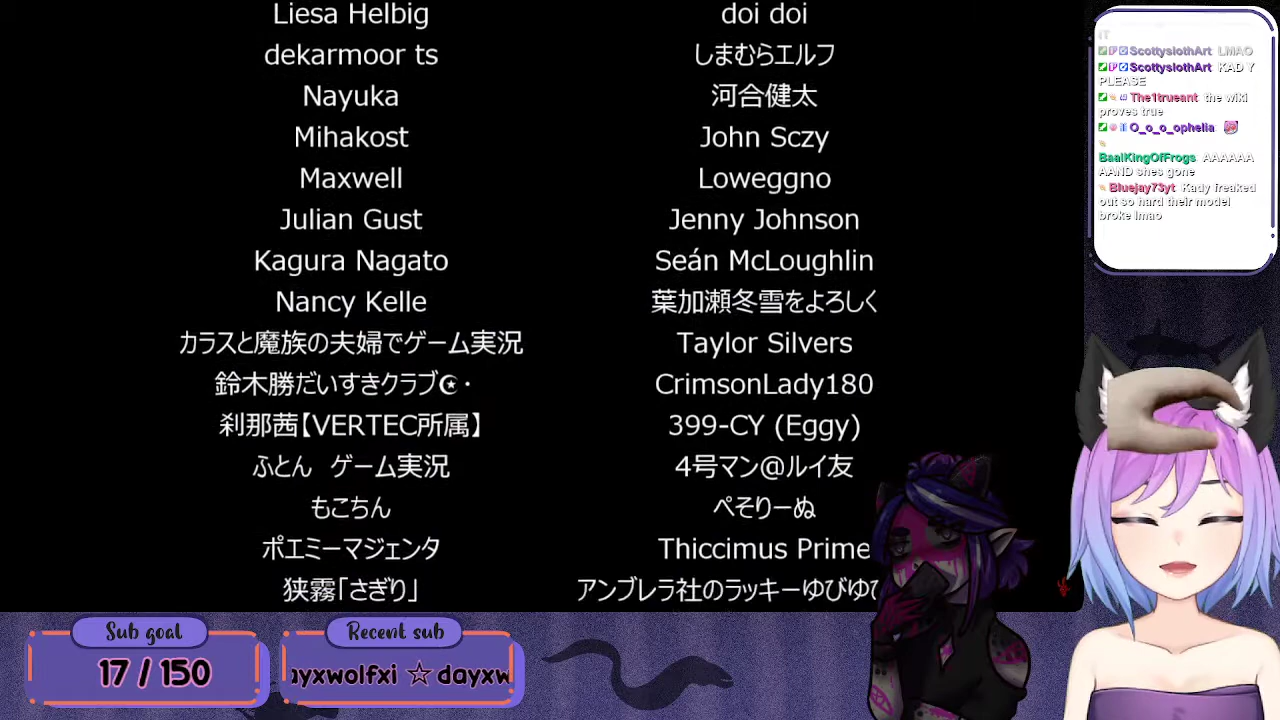 Liesa Helbig
doi doi
dekarmoor ts
しまむらエルフ
Nayuka
河合健太
Mihakost
John Sczy
Maxwell
Loweggno
Julian Gust
Jenny Johnson
Kagura Nagato
Seán McLoughlin
Nancy Kelle
葉加瀬冬雪をよろしく
カラスと魔族の夫婦でゲーム実況
Taylor Silvers
鈴木勝だいすきクラブ☪・
CrimsonLady180
刹那茜【VERTEC所属】
399-CY (Eggy)
ふとん ゲーム実況
4号マン@ルイ友
もこちん
ぺそりーぬ
ポエミーマジェンタ
Thiccimus Prime
狭霧「さぎり」
アンブレラ社のラッキーゆびゆび
IT
ScottyslothArt LMAO
ScottyslothArt KAD Y
PLEASE
The1trueant the wiki
proves true
O_o_o_ophelia
BaalKingOfFrogs AAAAAA
AAND shes gone
Bluejay73yt Kady freaked
out so hard their model
broke lmao
Sub goal
17 / 150
Recent sub
ayxwolfxi ☆ dayxw